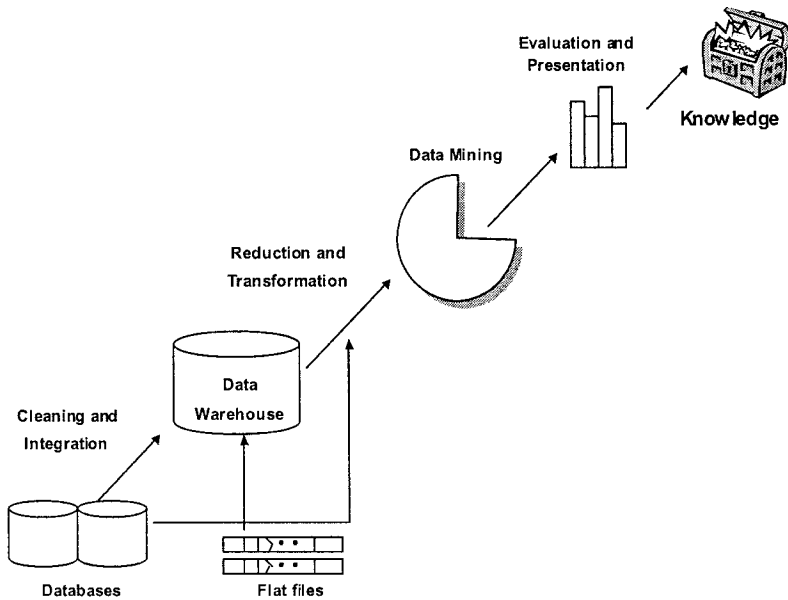 Evaluation and
Presentation
Knowledge
Data Mining
Reduction and
Transformation
Data
Warehouse
Cleaning and
Integration
Databases
Flat files